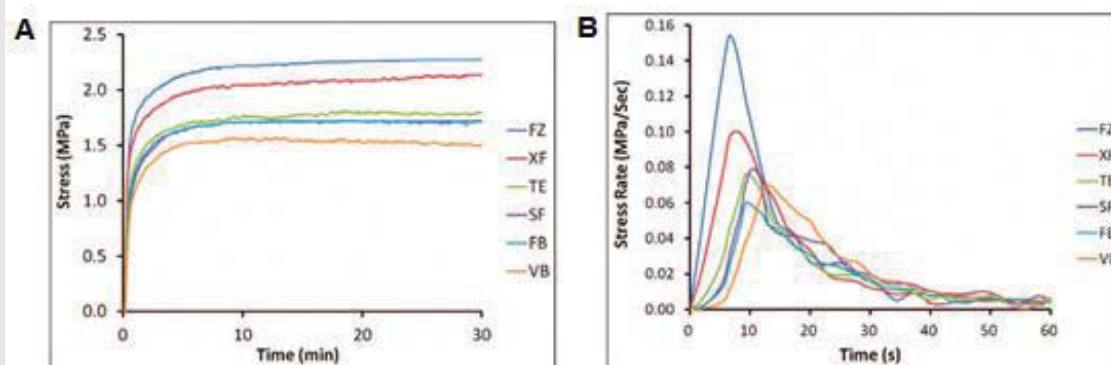 A
Stress (MPa)
2.5
2.0
1.5
1.0
0.5
0.0
0
10
20
30
Time (min)
FZ
XF
TE
SF
FB
VB
B
Stress Rate (MPa/Sec)
0.16
0.14
0.12
0.10
0.08
0.06
0.04
0.02
0.00
0
10
20
30
40
50
60
Time (s)
FZ
XF